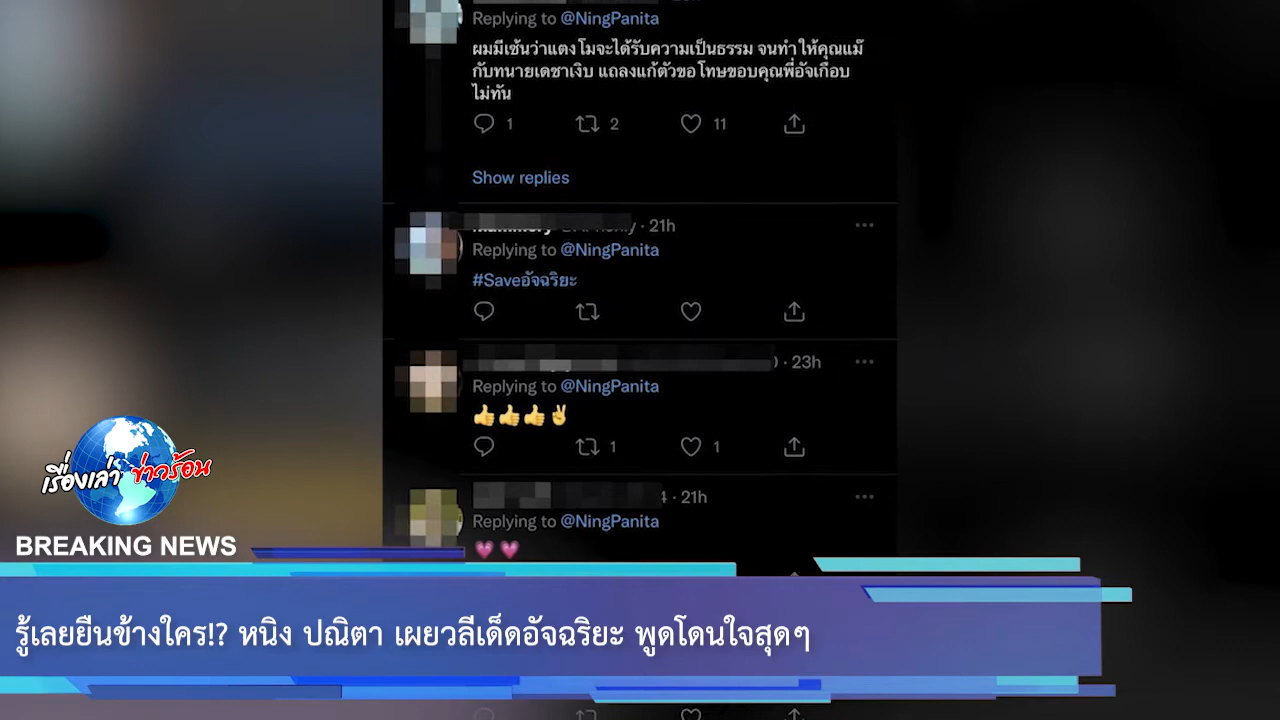 Replying to @NingPanita
ผมมีเซ้นว่าแตงโมจะได้รับความเป็นธรรม จนทำให้คุณแม๊
กับทนายเดชาเงิบ แถลงแก้ตัวขอโทษขอบคุณพี่อัจเกือบ
ไม่ทัน
1 2 11
Show replies
· 21h
Replying to @NingPanita
#Saveอัจฉริยะ
· 23h
Replying to @NingPanita
👍👍👍✌
1 1
4 · 21h
Replying to @NingPanita
💗💗
เรื่องเล่า ข่าวร้อน
BREAKING NEWS
รู้เลยยืนข้างใคร!? หนิง ปณิตา เผยวลีเด็ดอัจฉริยะ พูดโดนใจสุดๆ